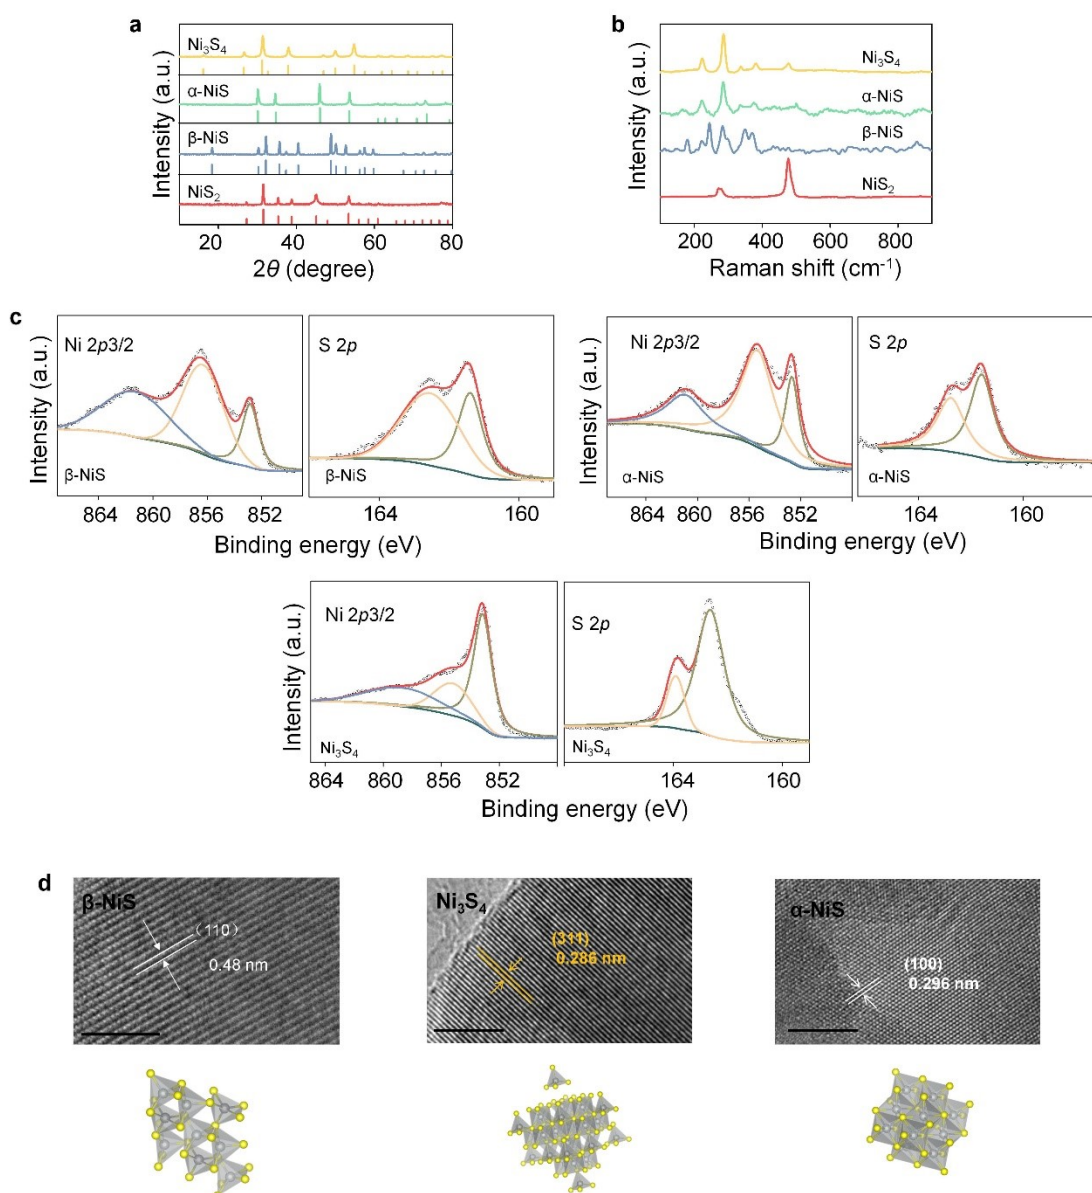 a
Intensity (a.u.)
Ni₃S₄
α-NiS
β-NiS
NiS₂
20 40 60 80
2θ (degree)
b
Intensity (a.u.)
Ni₃S₄
α-NiS
β-NiS
NiS₂
200 400 600 800
Raman shift (cm⁻¹)
c
Intensity (a.u.)
Ni 2p3/2
β-NiS
864 860 856 852
S 2p
β-NiS
164 160
Binding energy (eV)
Intensity (a.u.)
Ni 2p3/2
α-NiS
864 860 856 852
S 2p
α-NiS
164 160
Binding energy (eV)
Intensity (a.u.)
Ni 2p3/2
Ni₃S₄
864 860 856 852
S 2p
Ni₃S₄
164 160
Binding energy (eV)
d
β-NiS
(110)
0.48 nm
Ni₃S₄
(311)
0.286 nm
α-NiS
(100)
0.296 nm